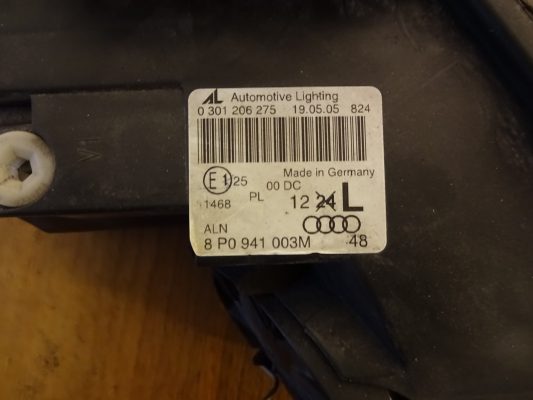 AL Automotive Lighting
0 301 206 275 19.05.05 824
Made in Germany
E1 25 00 DC
1468 PL 12 24 L
ALN
8 P0 941 003M 48
VI